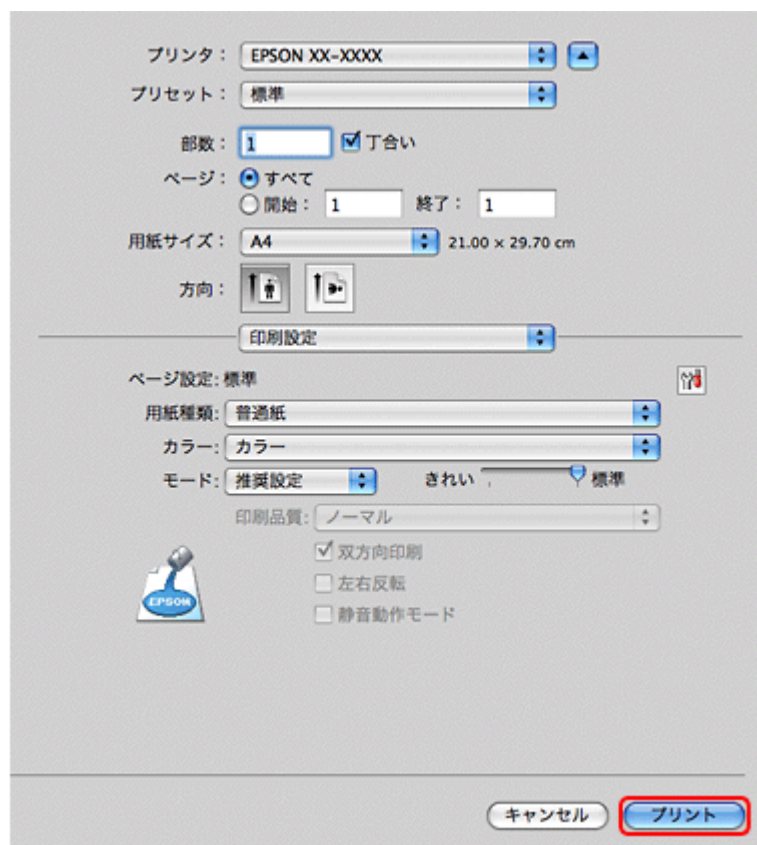 プリンタ： EPSON XX-XXXX
プリセット： 標準
部数： 1 丁合い
ページ： すべて
開始： 1 終了： 1
用紙サイズ： A4 21.00 × 29.70 cm
方向：
印刷設定
ページ設定: 標準
用紙種類: 普通紙
カラー: カラー
モード: 推奨設定 きれい 標準
印刷品質: ノーマル
双方向印刷
左右反転
静音動作モード
EPSON
キャンセル プリント